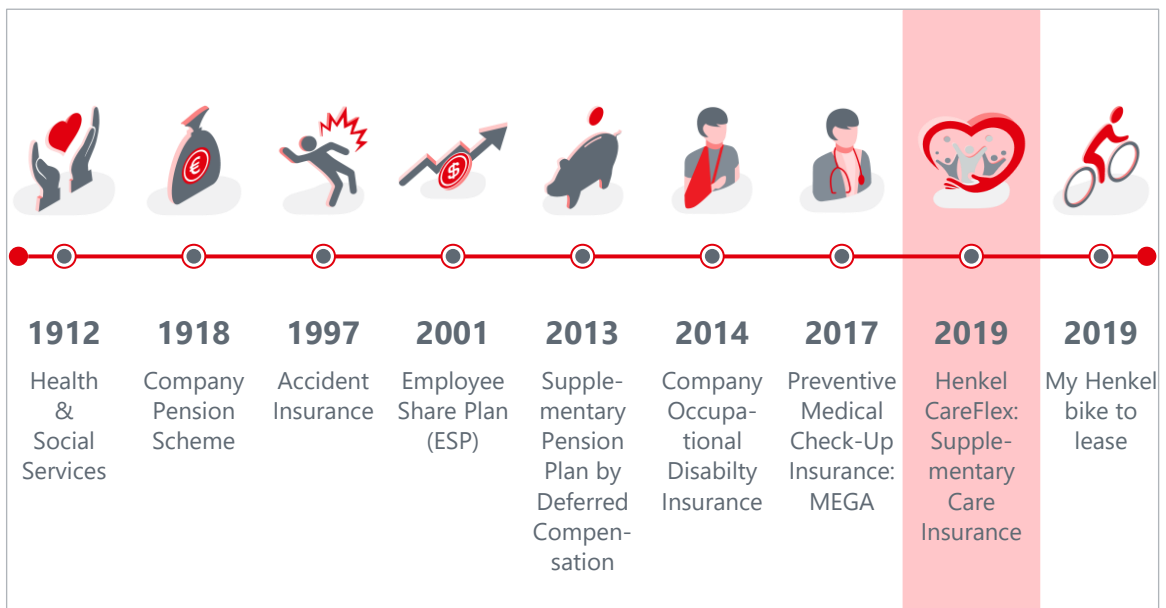 €
$
1912
Health
&
Social
Services
1918
Company
Pension
Scheme
1997
Accident
Insurance
2001
Employee
Share Plan
(ESP)
2013
Supple-
mentary
Pension
Plan by
Deferred
Compen-
sation
2014
Company
Occupa-
tional
Disabilty
Insurance
2017
Preventive
Medical
Check-Up
Insurance:
MEGA
2019
Henkel
CareFlex:
Supple-
mentary
Care
Insurance
2019
My Henkel
bike to
lease